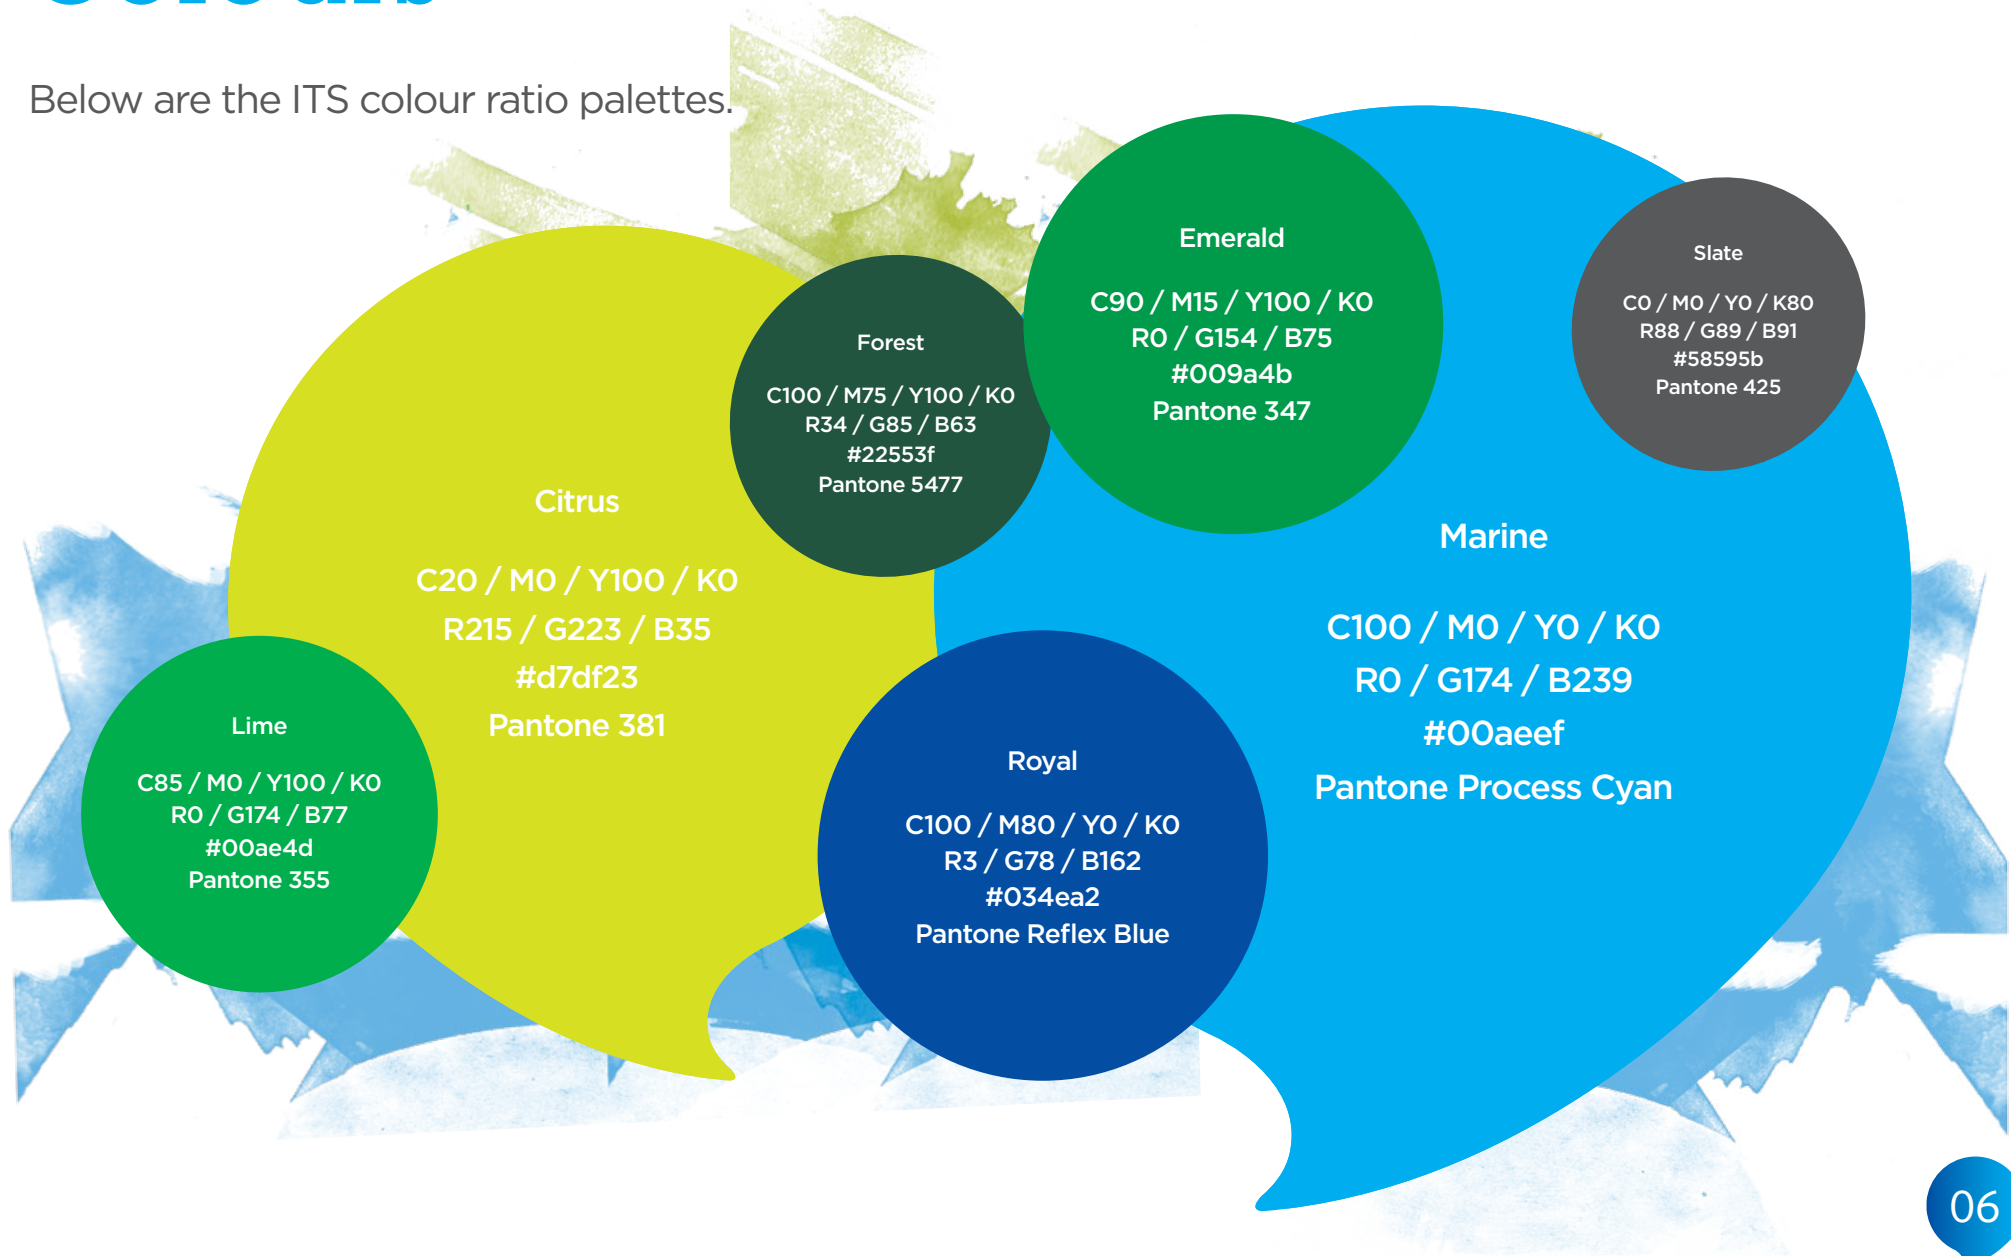 Colours
Below are the ITS colour ratio palettes.
Emerald
C90 / M15 / Y100 / K0
R0 / G154 / B75
#009a4b
Pantone 347
Slate
C0 / M0 / Y0 / K80
R88 / G89 / B91
#58595b
Pantone 425
Forest
C100 / M75 / Y100 / K0
R34 / G85 / B63
#22553f
Pantone 5477
Citrus
C20 / M0 / Y100 / K0
R215 / G223 / B35
#d7df23
Pantone 381
Marine
C100 / M0 / Y0 / K0
R0 / G174 / B239
#00aeef
Pantone Process Cyan
Lime
C85 / M0 / Y100 / K0
R0 / G174 / B77
#00ae4d
Pantone 355
Royal
C100 / M80 / Y0 / K0
R3 / G78 / B162
#034ea2
Pantone Reflex Blue
06